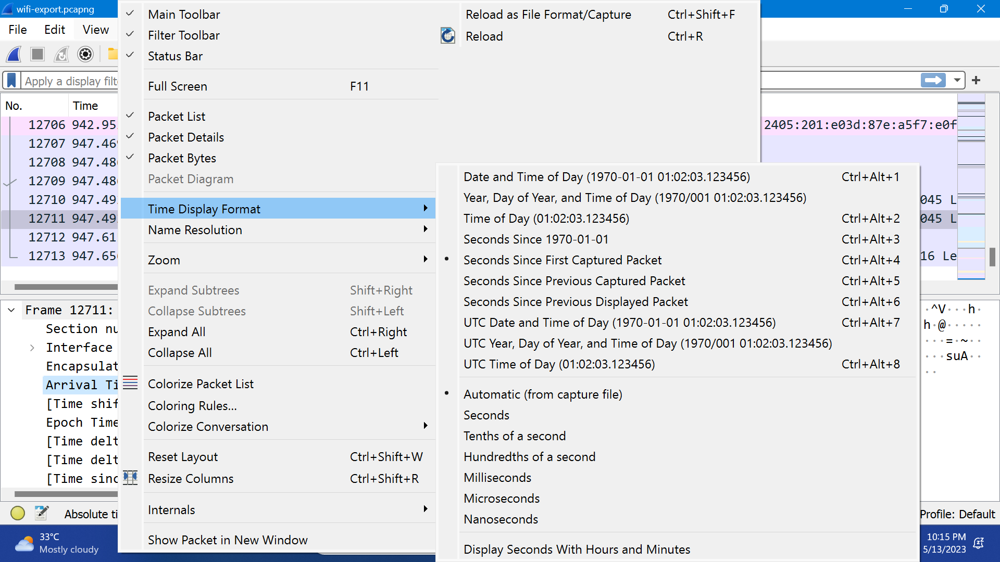 wifi-export.pcapng
File Edit View
Apply a display filt
No. Time
12706 942.95
2405:201:e03d:87e:a5f7:e0f
12707 947.46
12708 947.48
12709 947.48
12710 947.49
045 L
12711 947.49
045 L
12712 947.61
12713 947.65
16 Le
Frame 12711:
Section nu
Interface
Encapsulat
Arrival Ti
[Time shif
Epoch Time
[Time delt
[Time delt
[Time sinc
Absolute ti
Main Toolbar
Filter Toolbar
Status Bar
Full Screen F11
Packet List
Packet Details
Packet Bytes
Packet Diagram
Time Display Format
Name Resolution
Zoom
Expand Subtrees Shift+Right
Collapse Subtrees Shift+Left
Expand All Ctrl+Right
Collapse All Ctrl+Left
Colorize Packet List
Coloring Rules...
Colorize Conversation
Reset Layout Ctrl+Shift+W
Resize Columns Ctrl+Shift+R
Internals
Show Packet in New Window
Reload as File Format/Capture Ctrl+Shift+F
Reload Ctrl+R
Date and Time of Day (1970-01-01 01:02:03.123456) Ctrl+Alt+1
Year, Day of Year, and Time of Day (1970/001 01:02:03.123456)
Time of Day (01:02:03.123456) Ctrl+Alt+2
Seconds Since 1970-01-01 Ctrl+Alt+3
Seconds Since First Captured Packet Ctrl+Alt+4
Seconds Since Previous Captured Packet Ctrl+Alt+5
Seconds Since Previous Displayed Packet Ctrl+Alt+6
UTC Date and Time of Day (1970-01-01 01:02:03.123456) Ctrl+Alt+7
UTC Year, Day of Year, and Time of Day (1970/001 01:02:03.123456)
UTC Time of Day (01:02:03.123456) Ctrl+Alt+8
Automatic (from capture file)
Seconds
Tenths of a second
Hundredths of a second
Milliseconds
Microseconds
Nanoseconds
Display Seconds With Hours and Minutes
·^V···h·
h·@·····
···=·~··
···suA··
··
Profile: Default
33°C
Mostly cloudy
10:15 PM
5/13/2023